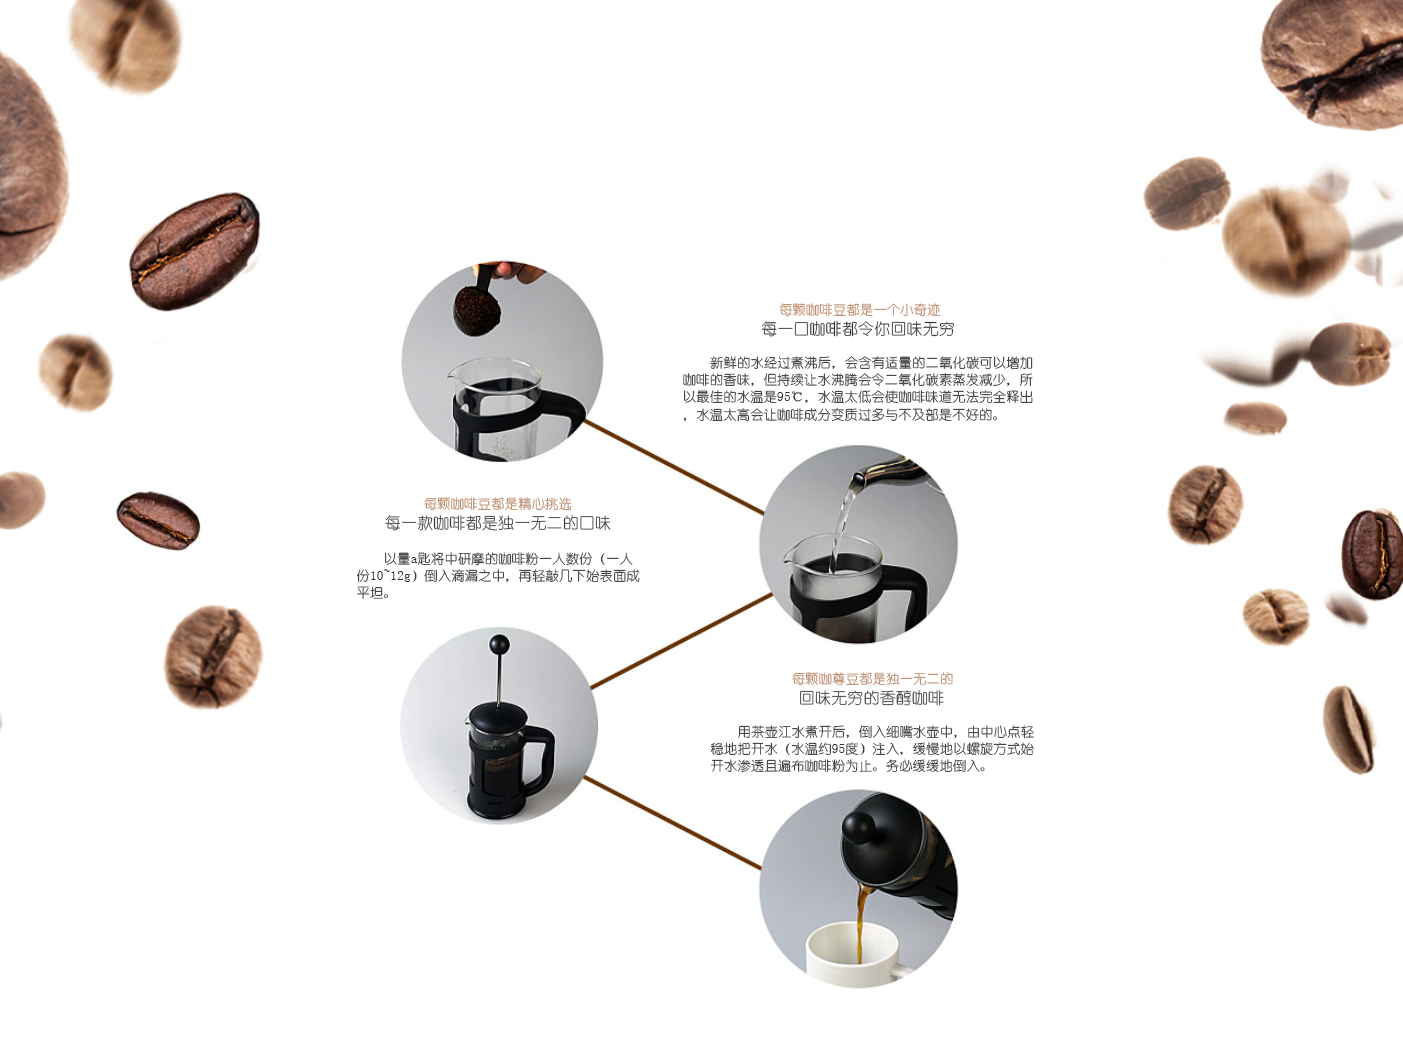 每颗咖啡豆都是一个小奇迹
每一口咖啡都令你回味无穷
新鲜的水经过煮沸后，会含有适量的二氧化碳可以增加
咖啡的香味，但持续让水沸腾会令二氧化碳素蒸发减少，所
以最佳的水温是95℃，水温太低会使咖啡味道无法完全释出
，水温太高会让咖啡成分变质过多与不及部是不好的。
每颗咖啡豆都是精心挑选
每一款咖啡都是独一无二的口味
以量a匙将中研摩的咖啡粉一人数份（一人
份10~12g）倒入滴漏之中，再轻敲几下始表面成
平坦。
每颗咖尊豆都是独一无二的
回味无穷的香醇咖啡
用茶壶江水煮开后，倒入细嘴水壶中，由中心点轻
稳地把开水（水温约95度）注入，缓慢地以螺旋方式始
开水渗透且遍布咖啡粉为止。务必缓缓地倒入。